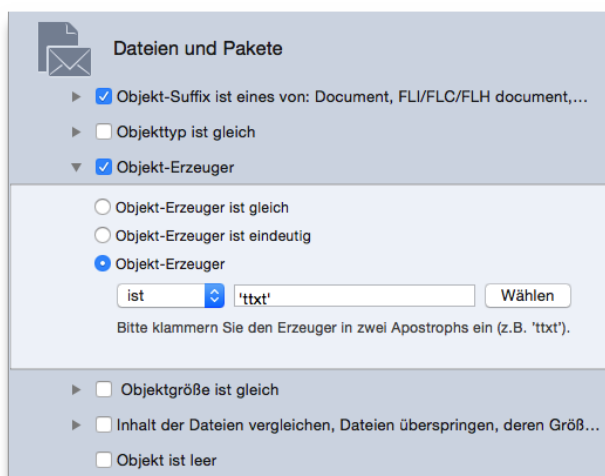 Dateien und Pakete
Objekt-Suffix ist eines von: Document, FLI/FLC/FLH document,...
Objekttyp ist gleich
Objekt-Erzeuger
Objekt-Erzeuger ist gleich
Objekt-Erzeuger ist eindeutig
Objekt-Erzeuger
ist 'ttxt' Wählen
Bitte klammern Sie den Erzeuger in zwei Apostrophs ein (z.B. 'ttxt').
Objektgröße ist gleich
Inhalt der Dateien vergleichen, Dateien überspringen, deren Größ...
Objekt ist leer